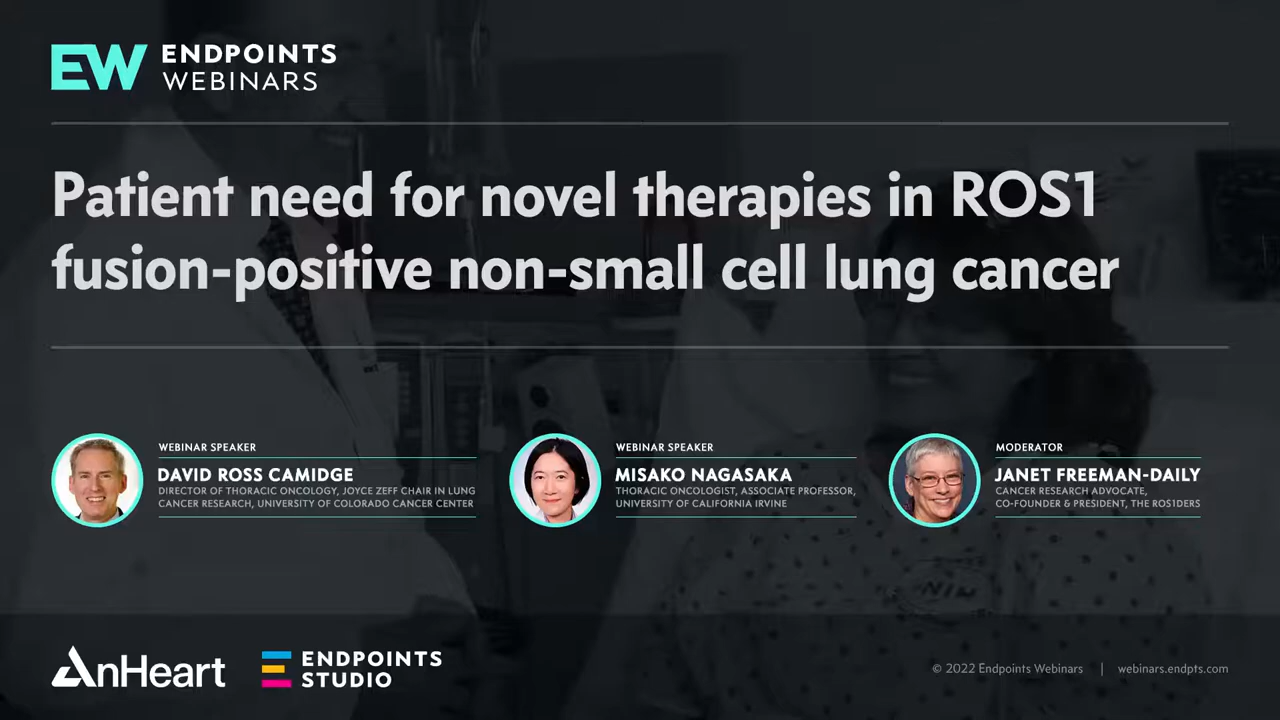 EW ENDPOINTS
WEBINARS
Patient need for novel therapies in ROS1
fusion-positive non-small cell lung cancer
WEBINAR SPEAKER
DAVID ROSS CAMIDGE
DIRECTOR OF THORACIC ONCOLOGY, JOYCE ZEFF CHAIR IN LUNG
CANCER RESEARCH, UNIVERSITY OF COLORADO CANCER CENTER
WEBINAR SPEAKER
MISAKO NAGASAKA
THORACIC ONCOLOGIST, ASSOCIATE PROFESSOR,
UNIVERSITY OF CALIFORNIA IRVINE
MODERATOR
JANET FREEMAN-DAILY
CANCER RESEARCH ADVOCATE,
CO-FOUNDER & PRESIDENT, THE ROS1DERS
AnHeart
ENDPOINTS
STUDIO
© 2022 Endpoints Webinars | webinars.endpts.com